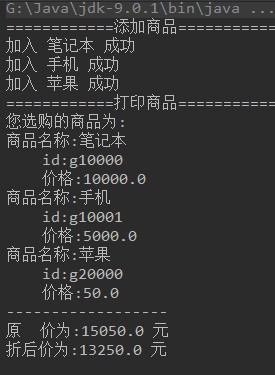 G:\Java\jdk-9.0.1\bin\java ...
============添加商品============
加入 笔记本 成功
加入 手机 成功
加入 苹果 成功
============打印商品============
您选购的商品为:
商品名称:笔记本
    id:g10000
    价格:10000.0
商品名称:手机
    id:g10001
    价格:5000.0
商品名称:苹果
    id:g20000
    价格:50.0
------------------
原  价为:15050.0 元
折后价为:13250.0 元